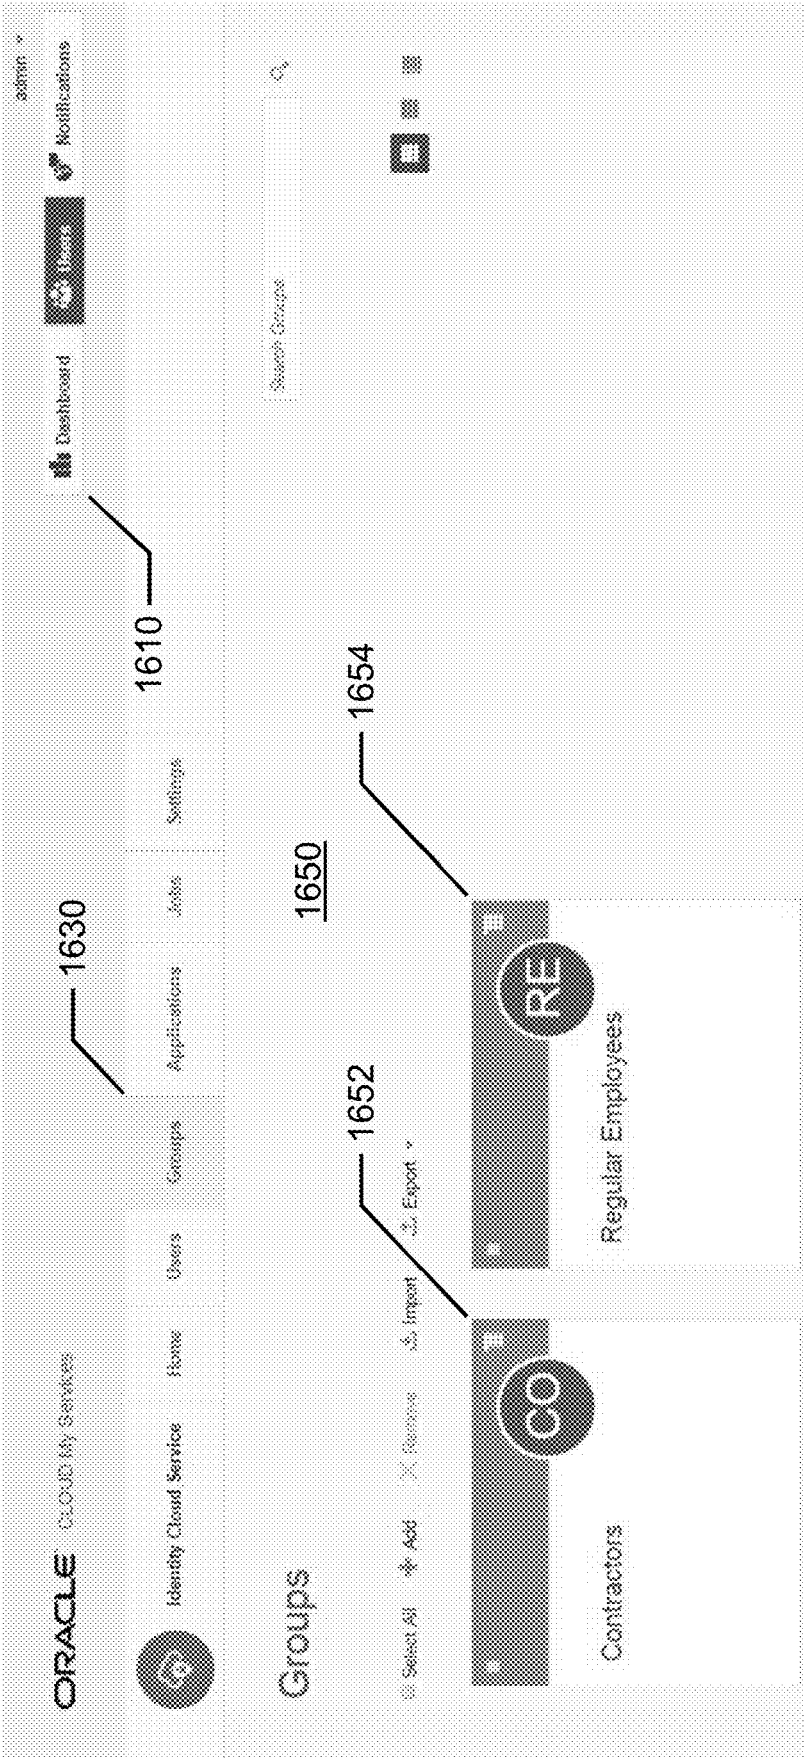 admin
ORACLE CLOUD My Services
Dashboard Users Notifications
1630
1610
Identity Cloud Service Home Users Groups Applications Jobs Settings
Groups
Search Groups
1650
1652
1654
Select All Add Remove Import Export
CO
RE
Contractors
Regular Employees